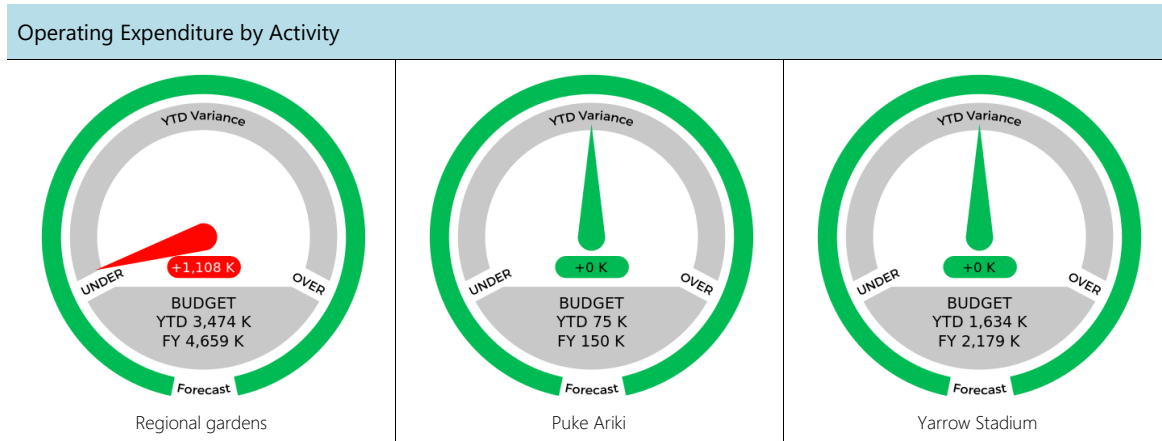 Operating Expenditure by Activity
YTD Variance
+1,108 K
UNDER
OVER
BUDGET
YTD 3,474 K
FY 4,659 K
Forecast
Regional gardens
YTD Variance
+0 K
UNDER
OVER
BUDGET
YTD 75 K
FY 150 K
Forecast
Puke Ariki
YTD Variance
+0 K
UNDER
OVER
BUDGET
YTD 1,634 K
FY 2,179 K
Forecast
Yarrow Stadium